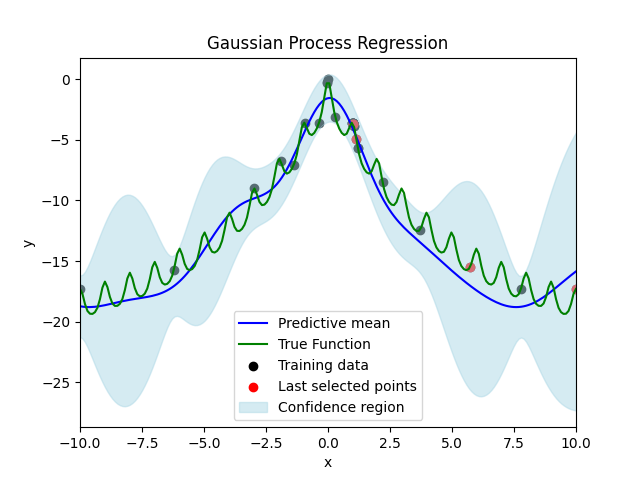 Gaussian Process Regression
0
−5
−10
−15
−20
−25
y
Predictive mean
True Function
Training data
Last selected points
Confidence region
−10.0 −7.5 −5.0 −2.5 0.0 2.5 5.0 7.5 10.0
x